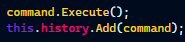 command.Execute();
this.history.Add(command);